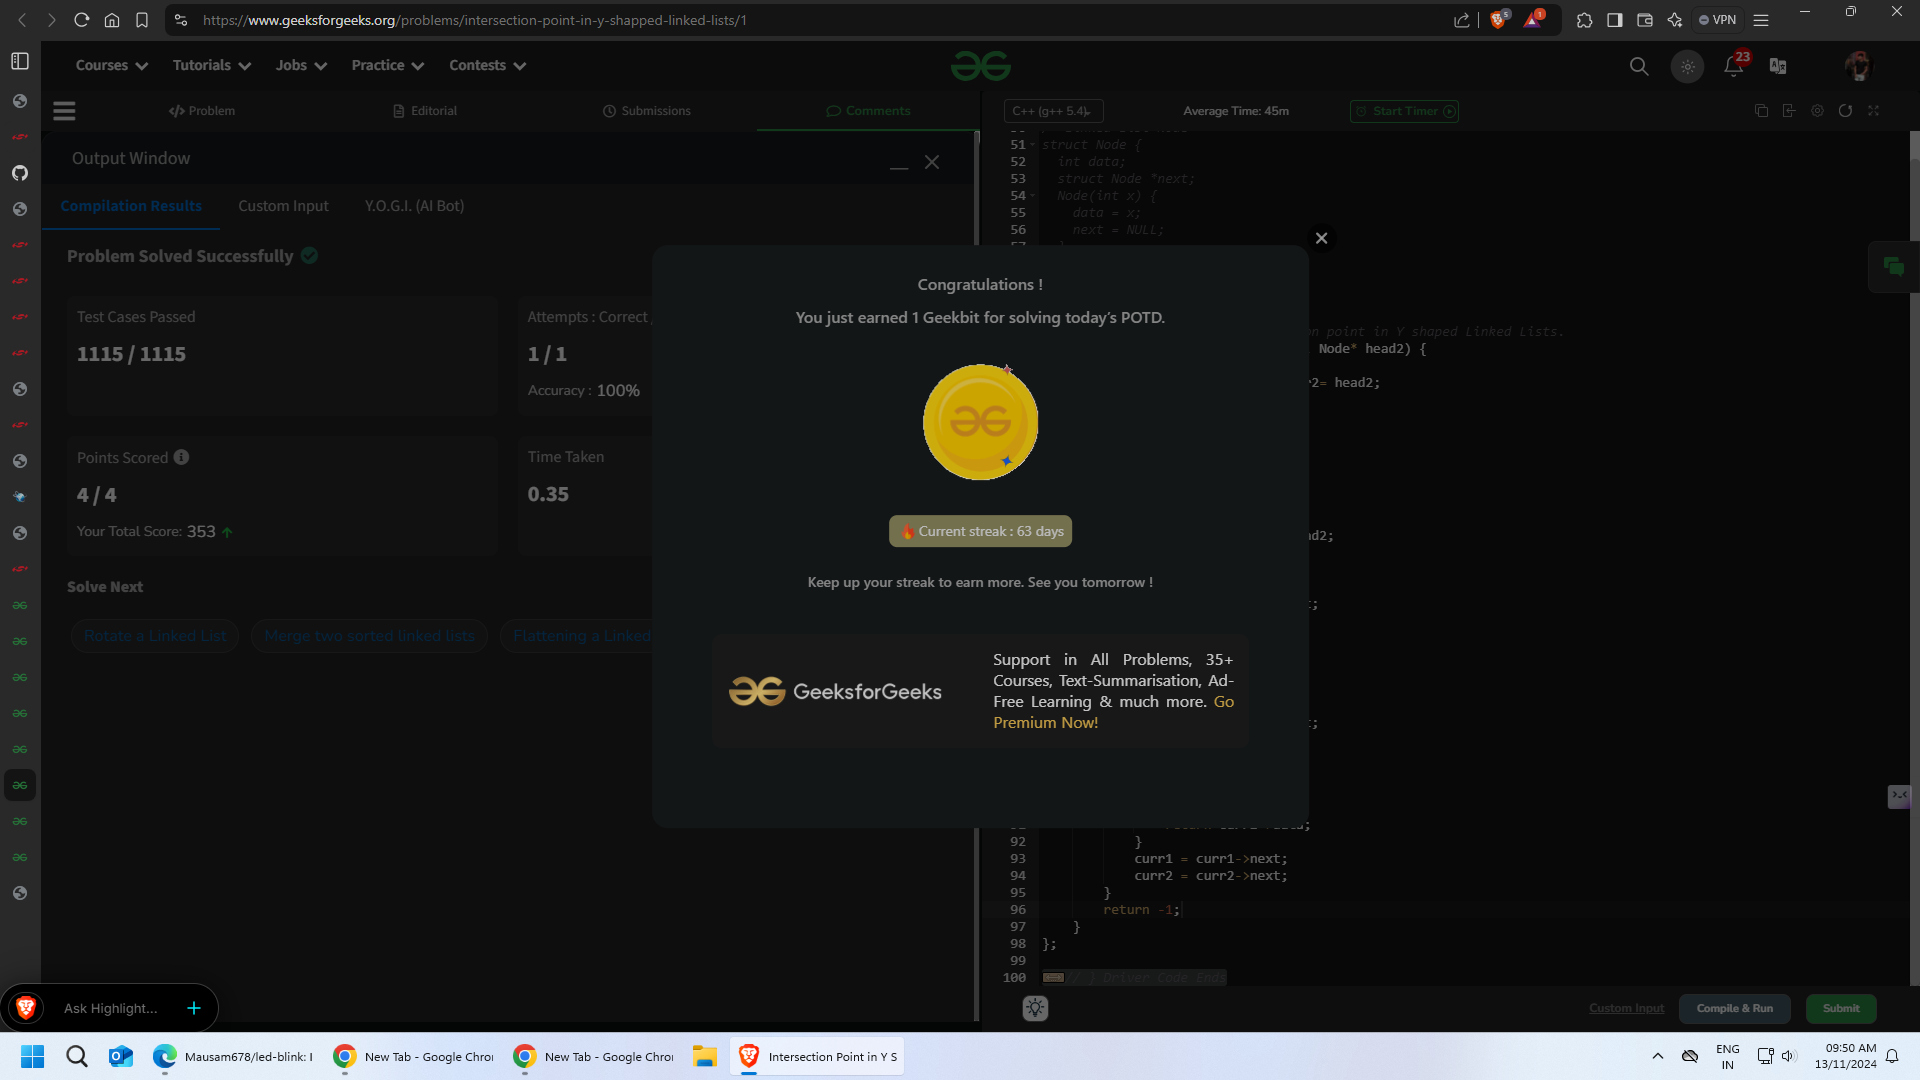 https://www.geeksforgeeks.org/problems/intersection-point-in-y-shapped-linked-lists/1
5
1
VPN
Courses
Tutorials
Jobs
Practice
Contests
23
Problem
Editorial
Submissions
Comments
C++ (g++ 5.4)
Average Time: 45m
Start Timer
Output Window
Compilation Results
Custom Input
Y.O.G.I. (AI Bot)
Problem Solved Successfully
Test Cases Passed
1115 / 1115
Attempts : Correct
1 / 1
Accuracy : 100%
Points Scored
4 / 4
Your Total Score: 353
Time Taken
0.35
Solve Next
Rotate a Linked List
Merge two sorted linked lists
Flattening a Linked
Congratulations !
You just earned 1 Geekbit for solving today's POTD.
Current streak : 63 days
Keep up your streak to earn more. See you tomorrow !
GeeksforGeeks
Support in All Problems, 35+
Courses, Text-Summarisation, Ad-
Free Learning & much more. Go
Premium Now!
51 struct Node {
52 int data;
53 struct Node *next;
54 Node(int x) {
55 data = x;
56 next = NULL;
point in Y shaped Linked Lists.
Node* head2) {
2= head2;
d2;
92 }
93 curr1 = curr1->next;
94 curr2 = curr2->next;
95 }
96 return -1;
97 }
98 };
99
100 // } Driver Code Ends
Custom Input
Compile & Run
Submit
Ask Highlight...
Mausam678/led-blink: I
New Tab - Google Chro
New Tab - Google Chro
Intersection Point in Y S
ENG
IN
09:50 AM
13/11/2024